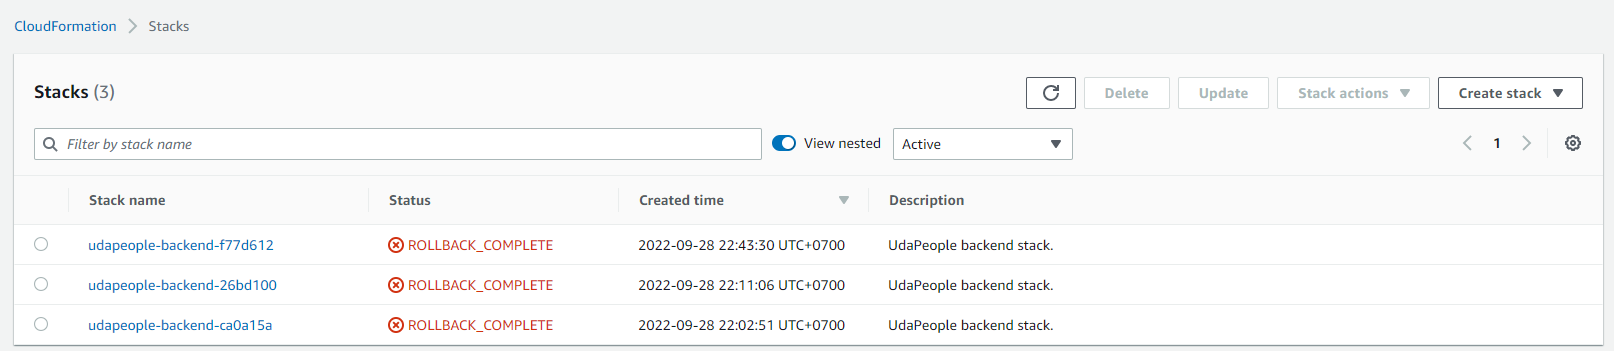 CloudFormation > Stacks
Stacks (3) Delete Update Stack actions Create stack
Filter by stack name View nested Active 1
Stack name Status Created time Description
udapeople-backend-f77d612 ROLLBACK_COMPLETE 2022-09-28 22:43:30 UTC+0700 UdaPeople backend stack.
udapeople-backend-26bd100 ROLLBACK_COMPLETE 2022-09-28 22:11:06 UTC+0700 UdaPeople backend stack.
udapeople-backend-ca0a15a ROLLBACK_COMPLETE 2022-09-28 22:02:51 UTC+0700 UdaPeople backend stack.